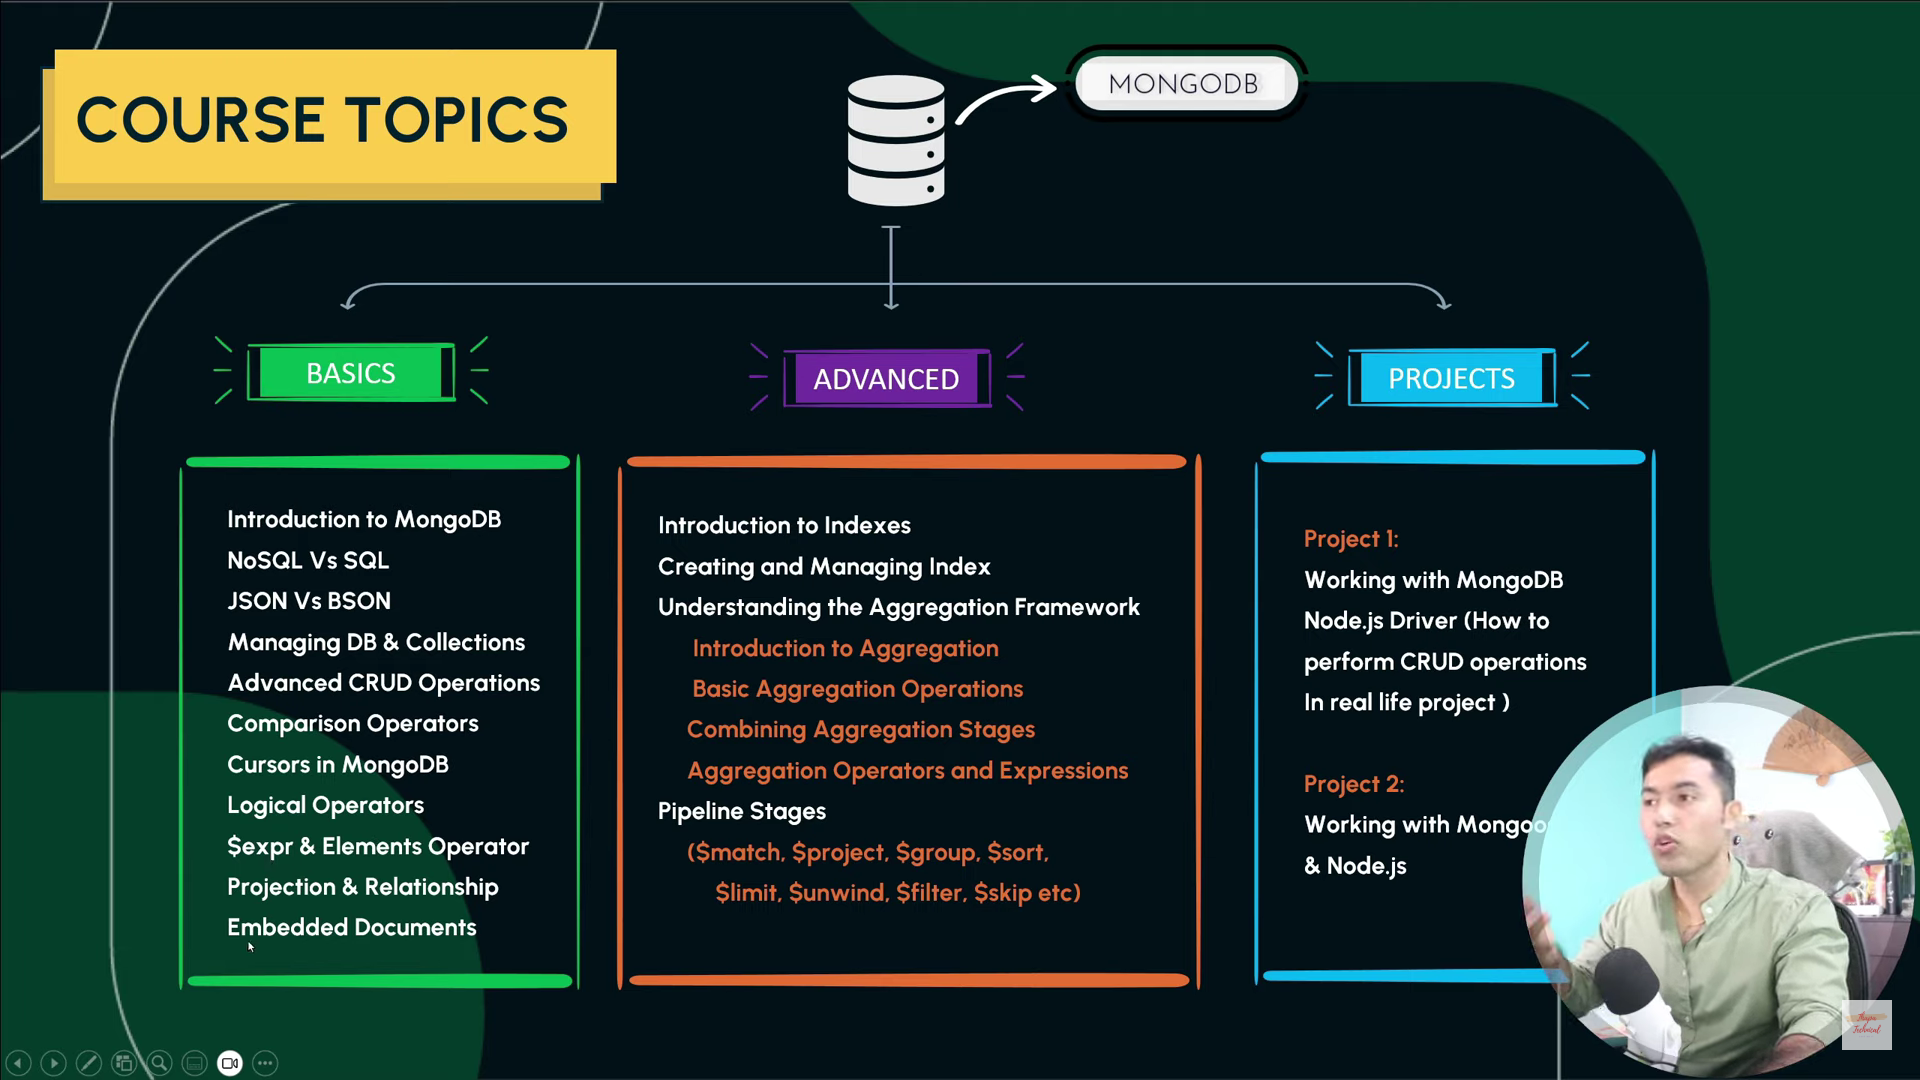 COURSE TOPICS
MONGODB
BASICS
ADVANCED
PROJECTS
Introduction to MongoDB
NoSQL Vs SQL
JSON Vs BSON
Managing DB & Collections
Advanced CRUD Operations
Comparison Operators
Cursors in MongoDB
Logical Operators
$expr & Elements Operator
Projection & Relationship
Embedded Documents
Introduction to Indexes
Creating and Managing Index
Understanding the Aggregation Framework
Introduction to Aggregation
Basic Aggregation Operations
Combining Aggregation Stages
Aggregation Operators and Expressions
Pipeline Stages
($match, $project, $group, $sort,
$limit, $unwind, $filter, $skip etc)
Project 1:
Working with MongoDB
Node.js Driver (How to
perform CRUD operations
In real life project )
Project 2:
Working with
& Node.js
Thapa
Technical